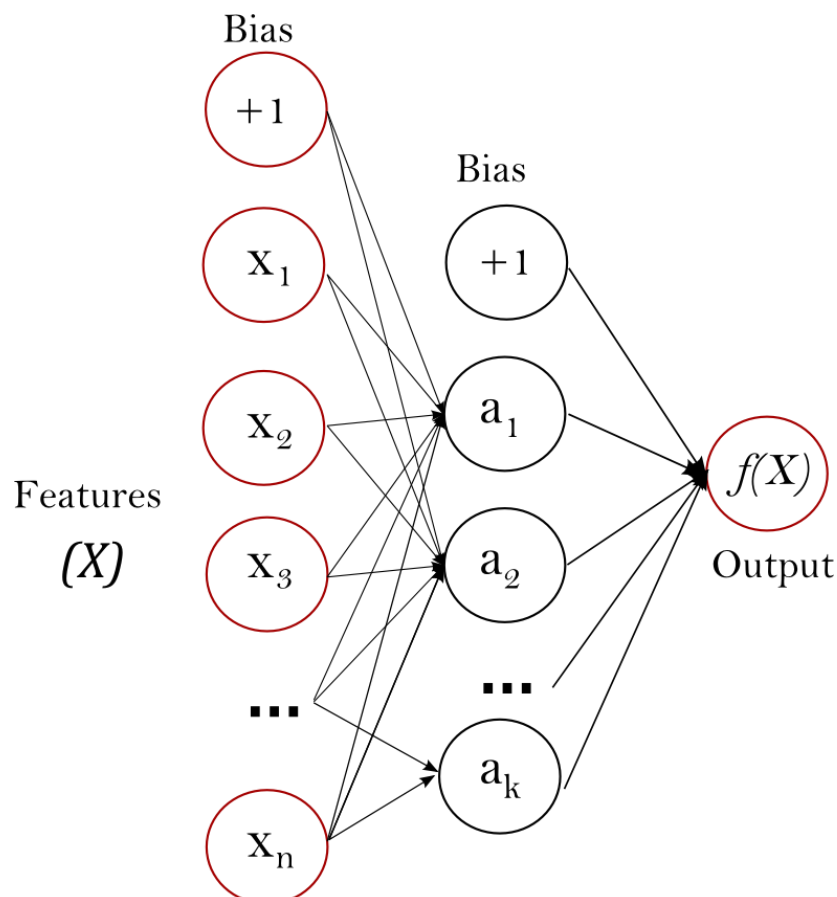 Bias
+1
Bias
x₁
+1
x₂
a₁
Features
(X)
x₃
a₂
f(X)
Output
...
...
xₙ
aₖ